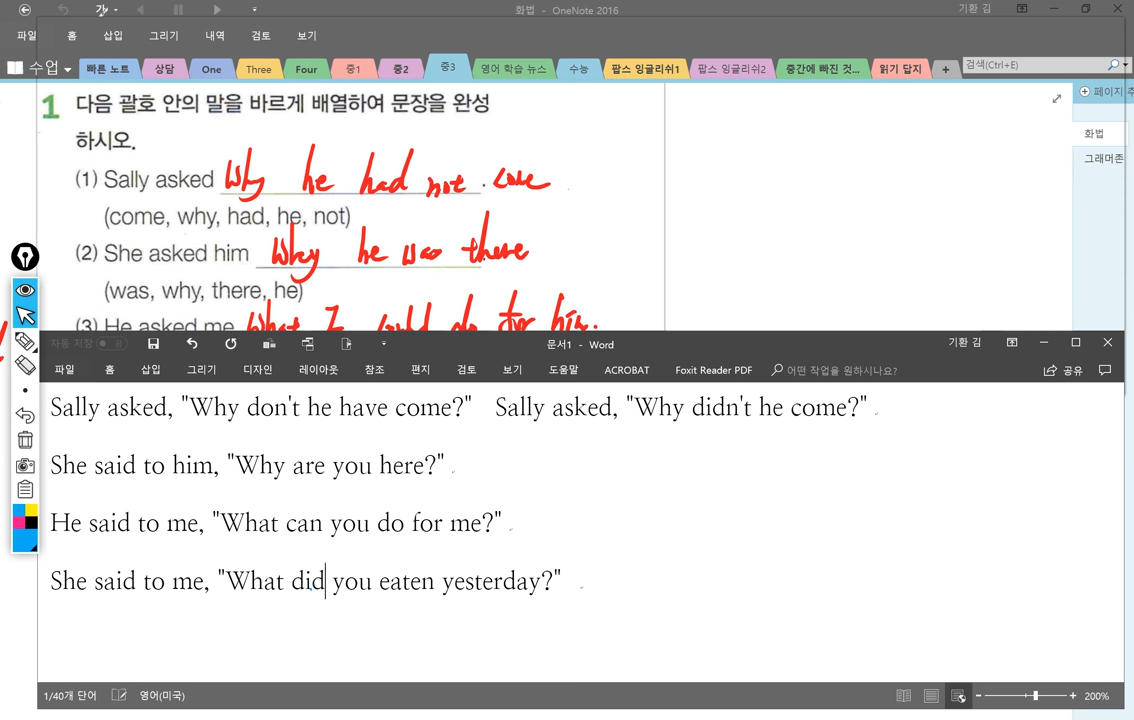 화법 - OneNote 2016
기환 김
파일 홈 삽입 그리기 내역 검토 보기
수업 빠른 노트 상담 One Three Four 중1 중2 중3 영어 학습 뉴스 수능 팝스 잉글리쉬1 팝스 잉글리쉬2 중간에 빠진 것... 읽기 답지 + 검색(Ctrl+E)
페이지 추
화법
그래머존
1 다음 괄호 안의 말을 바르게 배열하여 문장을 완성
하시오.
(1) Sally asked why he had not . come
(come, why, had, he, not)
(2) She asked him why he was there
(was, why, there, he)
(3) He asked me what I could do for him.
자동 저장
문서1 - Word
기환 김
파일 홈 삽입 그리기 디자인 레이아웃 참조 편지 검토 보기 도움말 ACROBAT Foxit Reader PDF 어떤 작업을 원하시나요? 공유
Sally asked, "Why don't he have come?" Sally asked, "Why didn't he come?"
She said to him, "Why are you here?"
He said to me, "What can you do for me?"
She said to me, "What did you eaten yesterday?"
1/40개 단어 영어(미국) 200%